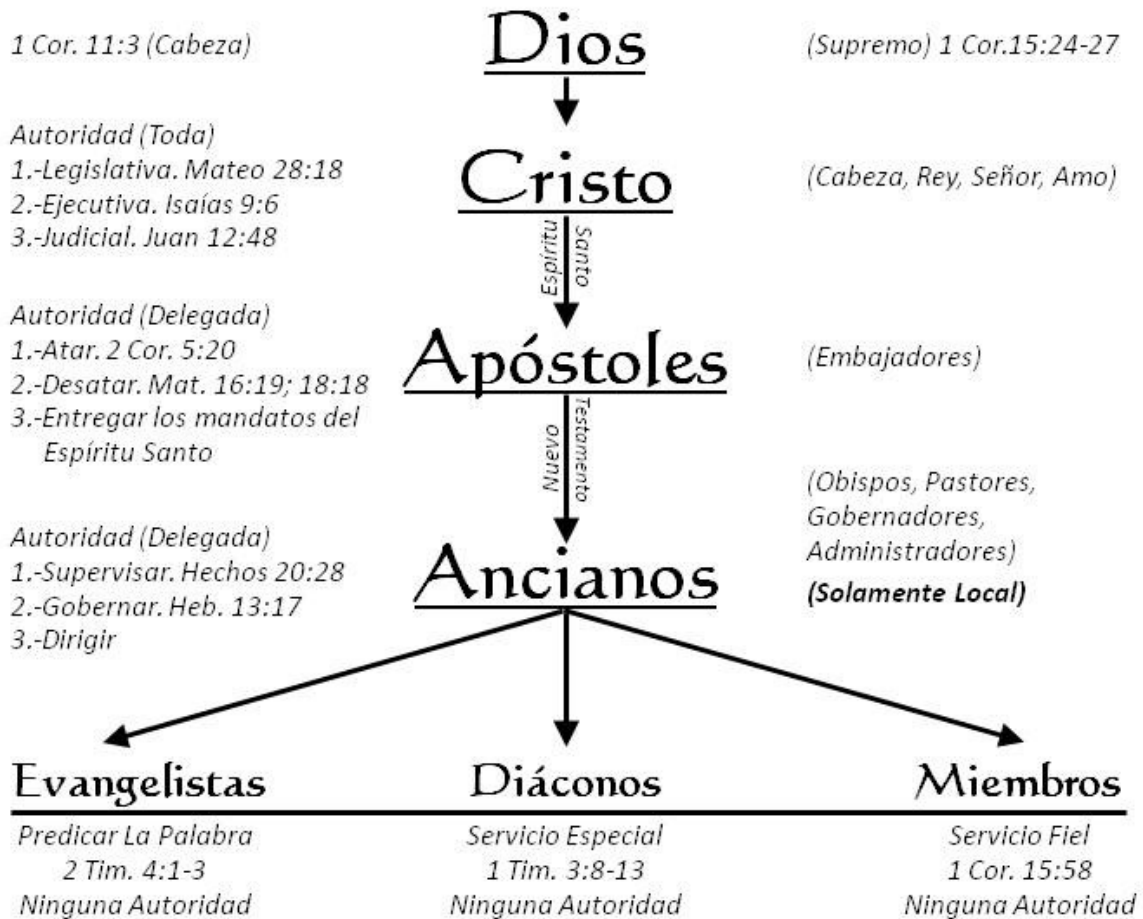 1 Cor. 11:3 (Cabeza)
Dios
(Supremo) 1 Cor.15:24-27
Autoridad (Toda)
1.-Legislativa. Mateo 28:18
2.-Ejecutiva. Isaías 9:6
3.-Judicial. Juan 12:48
Cristo
(Cabeza, Rey, Señor, Amo)
Espíritu
Santo
Autoridad (Delegada)
1.-Atar. 2 Cor. 5:20
2.-Desatar. Mat. 16:19; 18:18
3.-Entregar los mandatos del
Espíritu Santo
Apóstoles
(Embajadores)
Nuevo
Testamento
Autoridad (Delegada)
1.-Supervisar. Hechos 20:28
2.-Gobernar. Heb. 13:17
3.-Dirigir
Ancianos
(Obispos, Pastores,
Gobernadores,
Administradores)
(Solamente Local)
Evangelistas
Predicar La Palabra
2 Tim. 4:1-3
Ninguna Autoridad
Diáconos
Servicio Especial
1 Tim. 3:8-13
Ninguna Autoridad
Miembros
Servicio Fiel
1 Cor. 15:58
Ninguna Autoridad